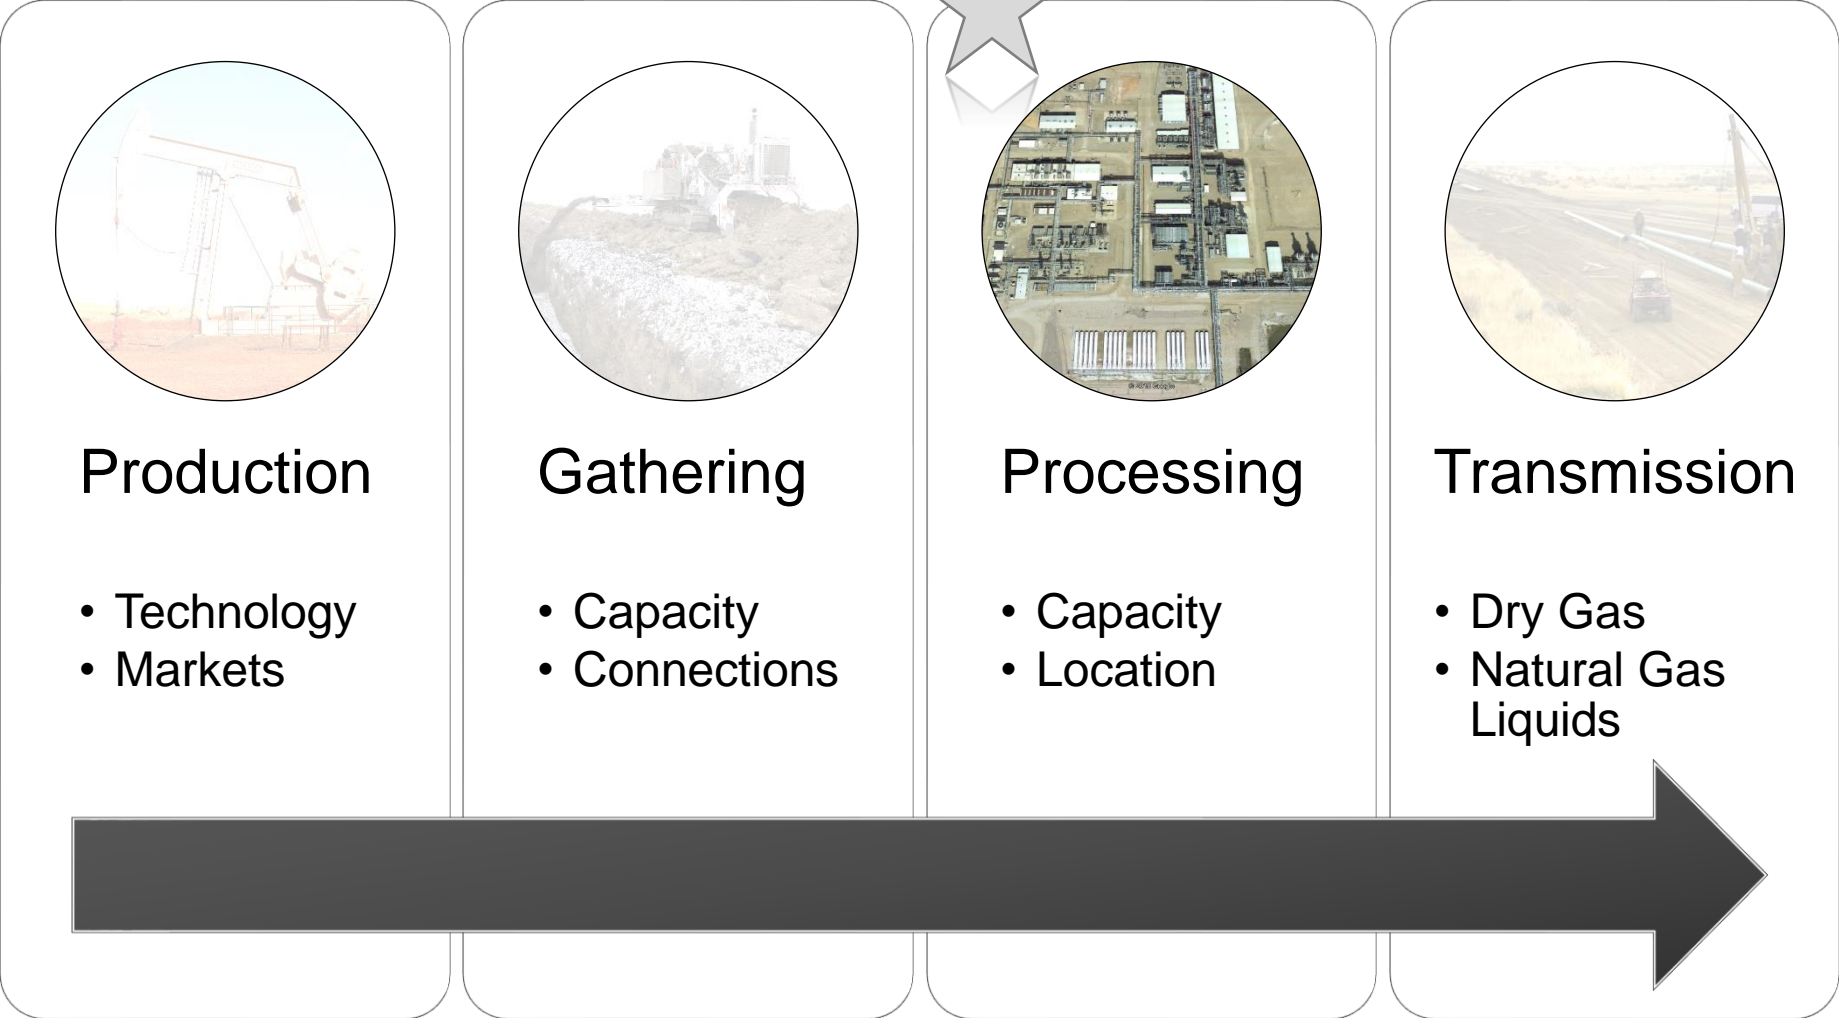 Production
• Technology
• Markets
Gathering
• Capacity
• Connections
Processing
• Capacity
• Location
Transmission
• Dry Gas
• Natural Gas
Liquids